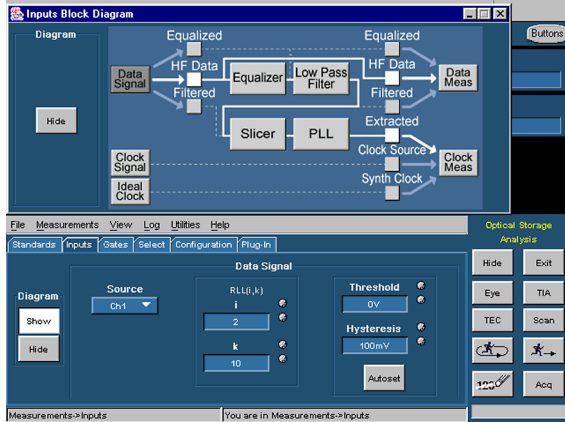 Inputs Block Diagram
Buttons
Diagram
Hide
Equalized
Equalized
HF Data
HF Data
Data Signal
Equalizer
Low Pass Filter
Data Meas
Filtered
Filtered
Slicer
PLL
Extracted
Clock Source
Clock Signal
Clock Meas
Synth Clock
Ideal Clock
File Measurements View Log Utilities Help
Optical Storage
Analysis
Standards Inputs Gates Select Configuration Plug-In
Data Signal
Hide Exit
Diagram
Show
Hide
Source
Ch1
RLL(i,k)
i
2
k
10
Threshold
0V
Hysteresis
100mV
Autoset
Eye TIA
TEC Scan
Acq
Measurements->Inputs
You are in Measurements->Inputs